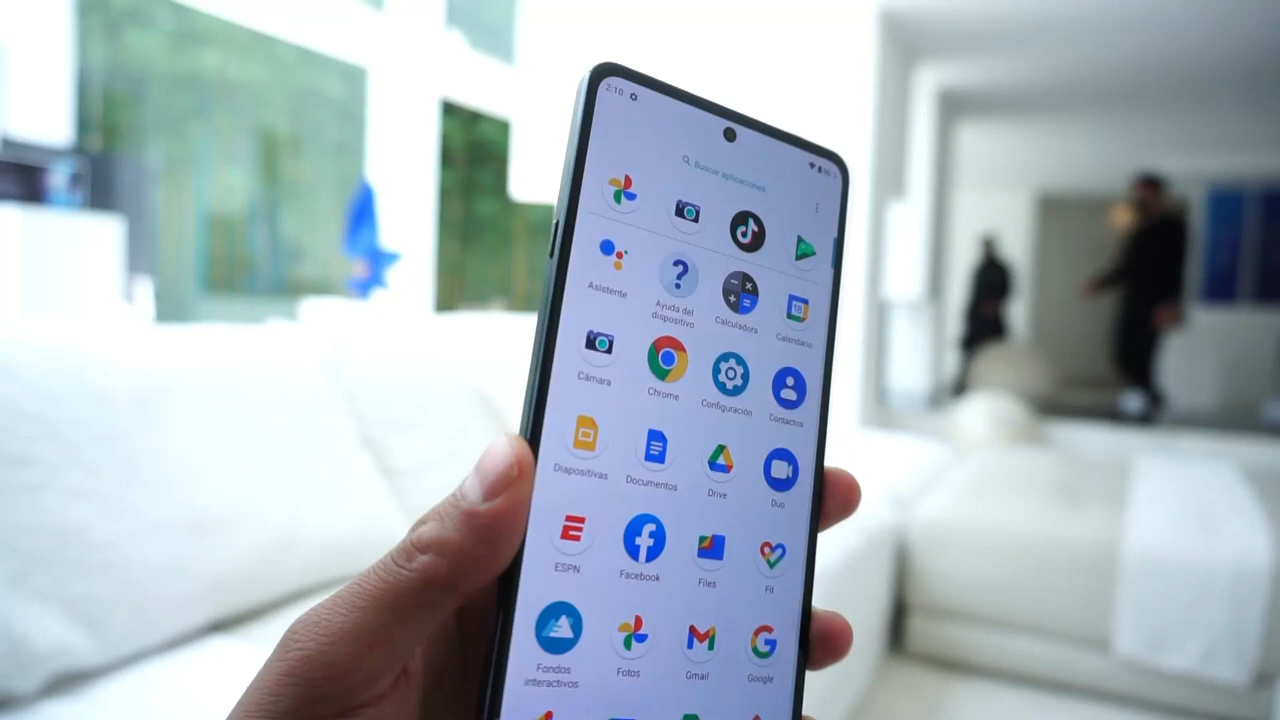 2:10
Buscar aplicaciones
Asistente
Ayuda del
dispositivo
Calculadora
18
Calendario
Cámara
Chrome
Configuración
Contactos
Diapositivas
Documentos
Drive
Duo
ESPN
Facebook
Files
Fit
Fondos
interactivos
Fotos
Gmail
Google